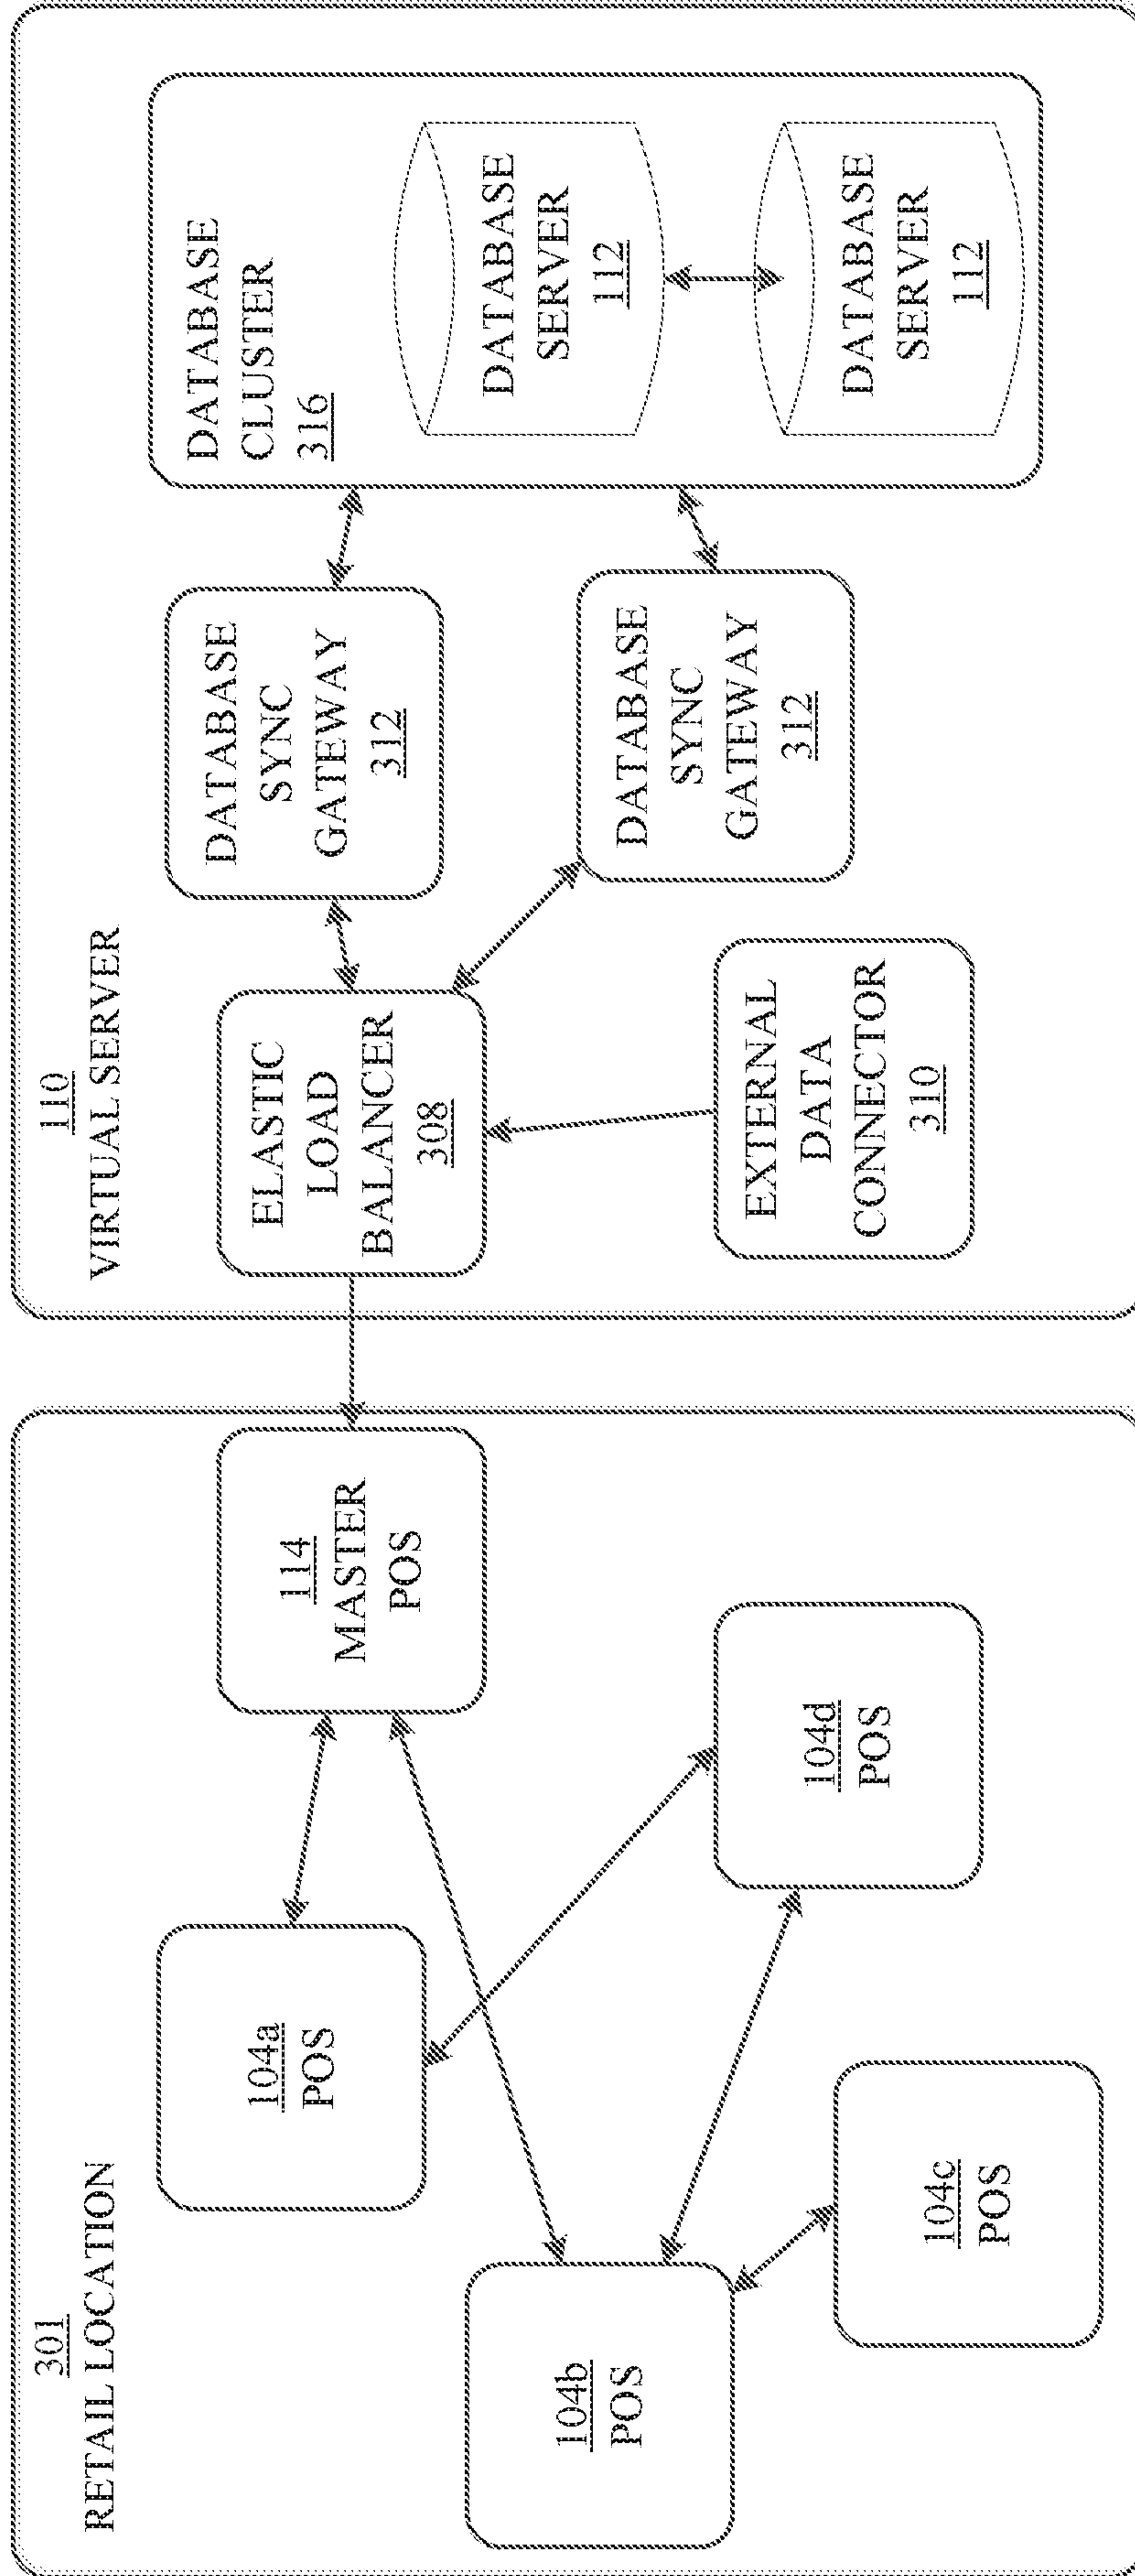 301
RETAIL LOCATION
104a
POS
104b
POS
104c
POS
104d
POS
114
MASTER
POS
110
VIRTUAL SERVER
ELASTIC
LOAD
BALANCER
308
EXTERNAL
DATA
CONNECTOR
310
DATABASE
SYNC
GATEWAY
312
DATABASE
SYNC
GATEWAY
312
DATABASE
CLUSTER
316
DATABASE
SERVER
112
DATABASE
SERVER
112